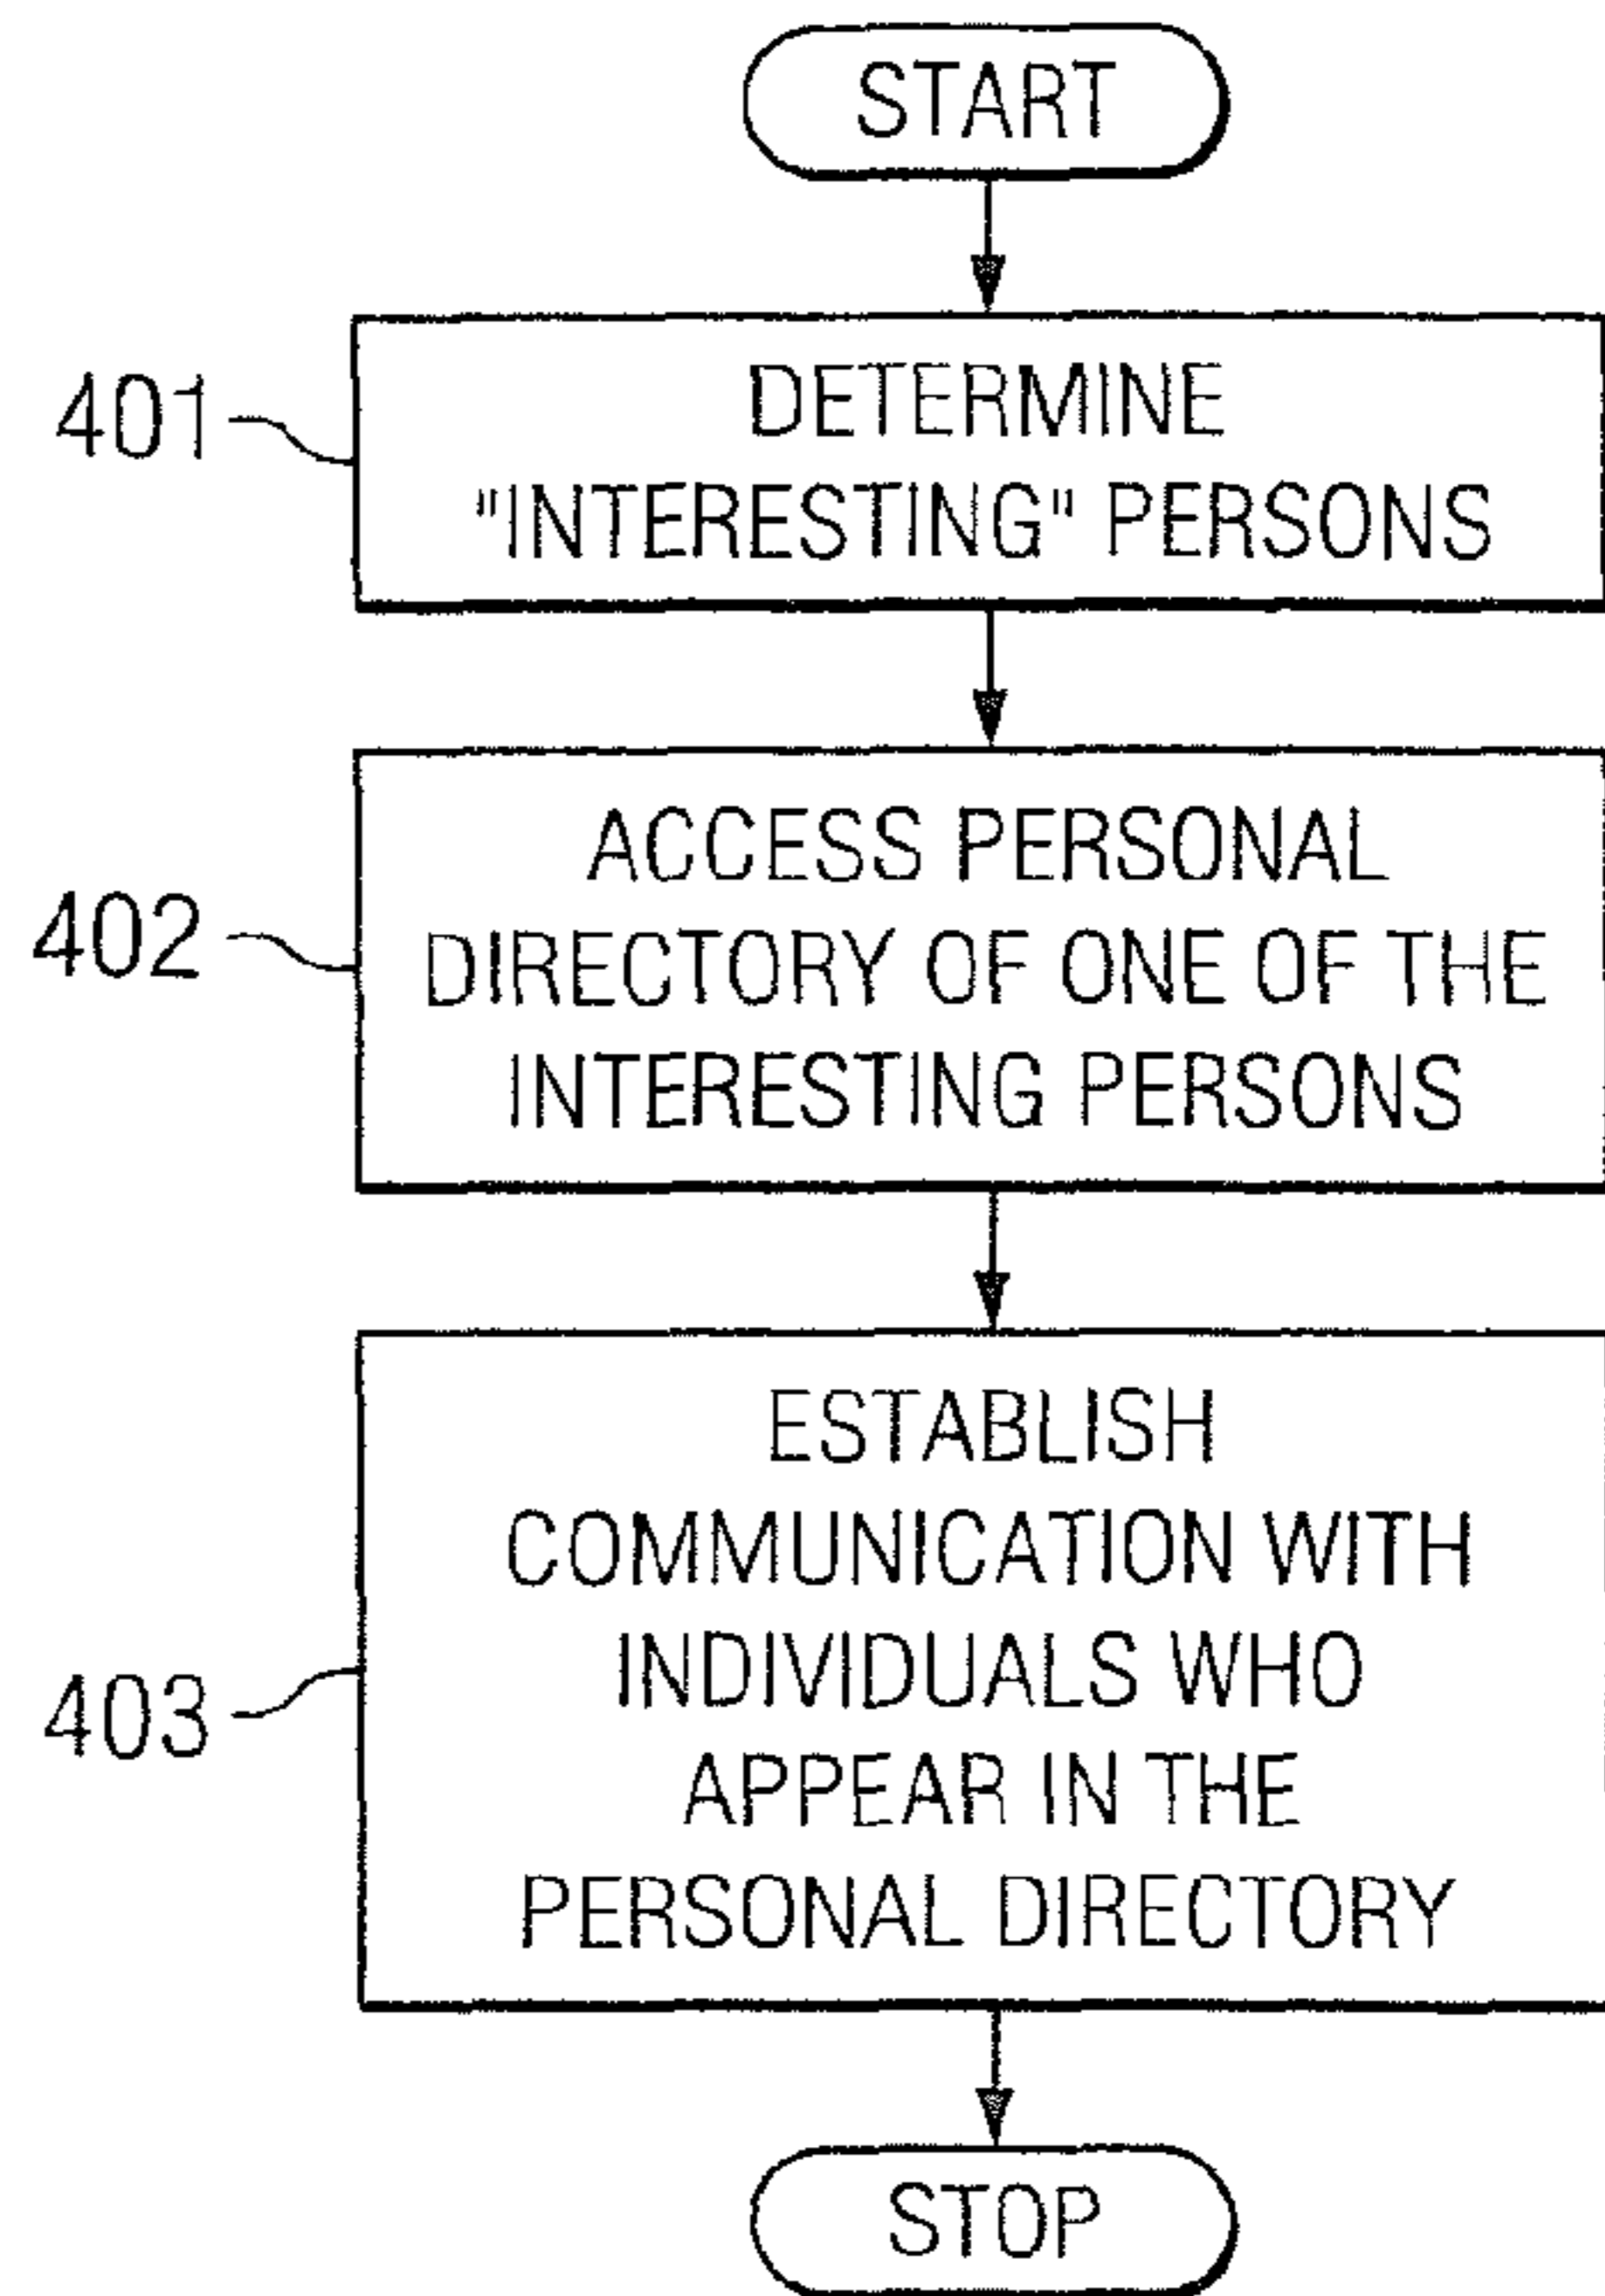 START
401
DETERMINE
"INTERESTING" PERSONS
402
ACCESS PERSONAL
DIRECTORY OF ONE OF THE
INTERESTING PERSONS
403
ESTABLISH
COMMUNICATION WITH
INDIVIDUALS WHO
APPEAR IN THE
PERSONAL DIRECTORY
STOP